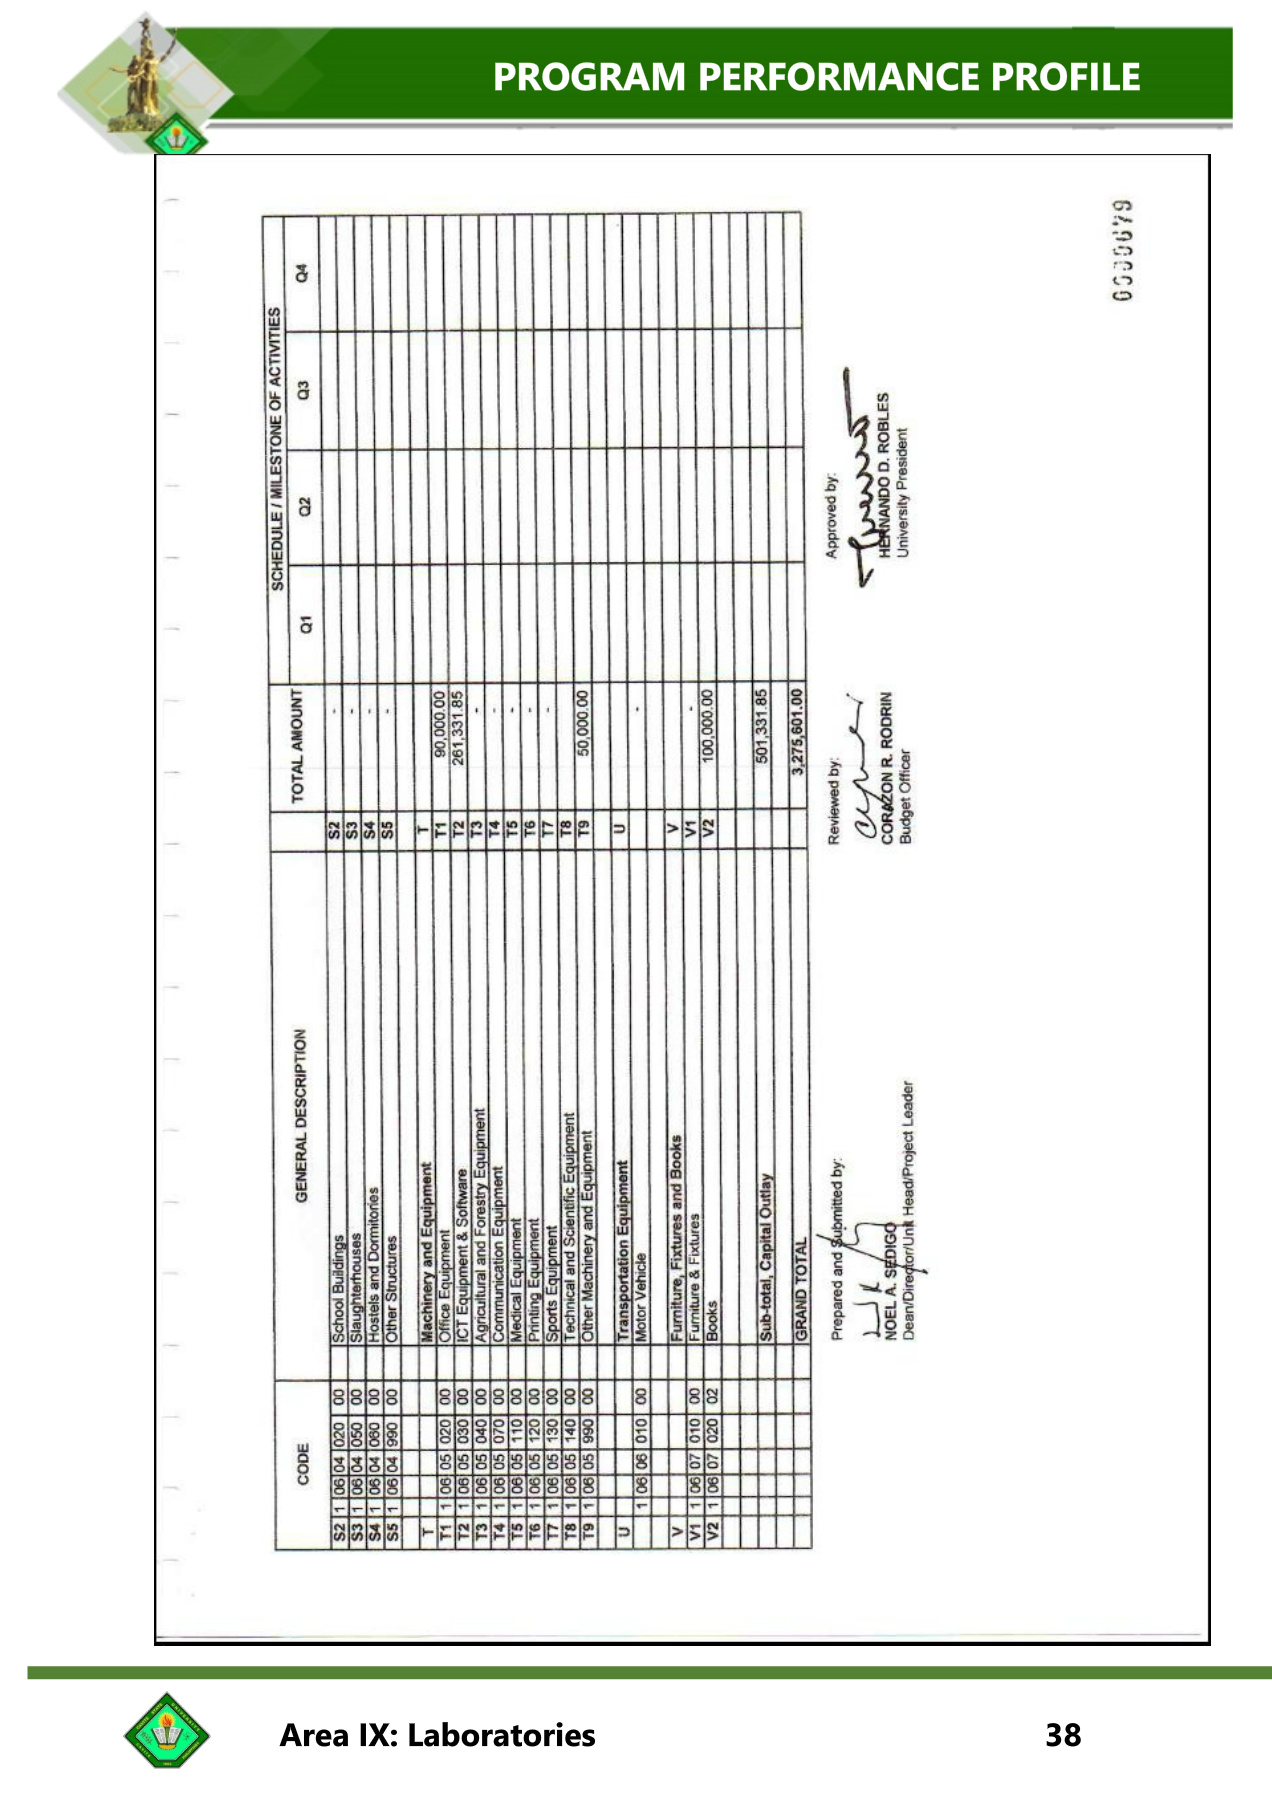 PROGRAM PERFORMANCE PROFILE
CODE GENERAL DESCRIPTION TOTAL AMOUNT SCHEDULE / MILESTONE OF ACTIVITIES
Q1 Q2 Q3 Q4
S2 1 06 04 020 00 School Buildings S2 -
S3 1 06 04 050 00 Slaughterhouses S3 -
S4 1 06 04 060 00 Hostels and Dormitories S4 -
S5 1 06 04 990 00 Other Structures S5 -
T Machinery and Equipment T
T1 1 06 05 020 00 Office Equipment T1 90,000.00
T2 1 06 05 030 00 ICT Equipment & Software T2 261,331.85
T3 1 06 05 040 00 Agricultural and Forestry Equipment T3 -
T4 1 06 05 070 00 Communication Equipment T4 -
T5 1 06 05 110 00 Medical Equipment T5 -
T6 1 06 05 120 00 Printing Equipment T6 -
T7 1 06 05 130 00 Sports Equipment T7 -
T8 1 06 05 140 00 Technical and Scientific Equipment T8
T9 1 06 05 990 00 Other Machinery and Equipment T9 50,000.00
U Transportation Equipment U
1 06 06 010 00 Motor Vehicle -
V Furniture, Fixtures and Books V
V1 1 06 07 010 00 Furniture & Fixtures V1 -
V2 1 06 07 020 02 Books V2 100,000.00
Sub-total, Capital Outlay 501,331.85
GRAND TOTAL 3,275,601.00
Prepared and Submitted by: Reviewed by: Approved by:
NOEL A. SEDIGO CORAZON R. RODRIN HERNANDO D. ROBLES
Dean/Director/Unit Head/Project Leader Budget Officer University President
Area IX: Laboratories 38